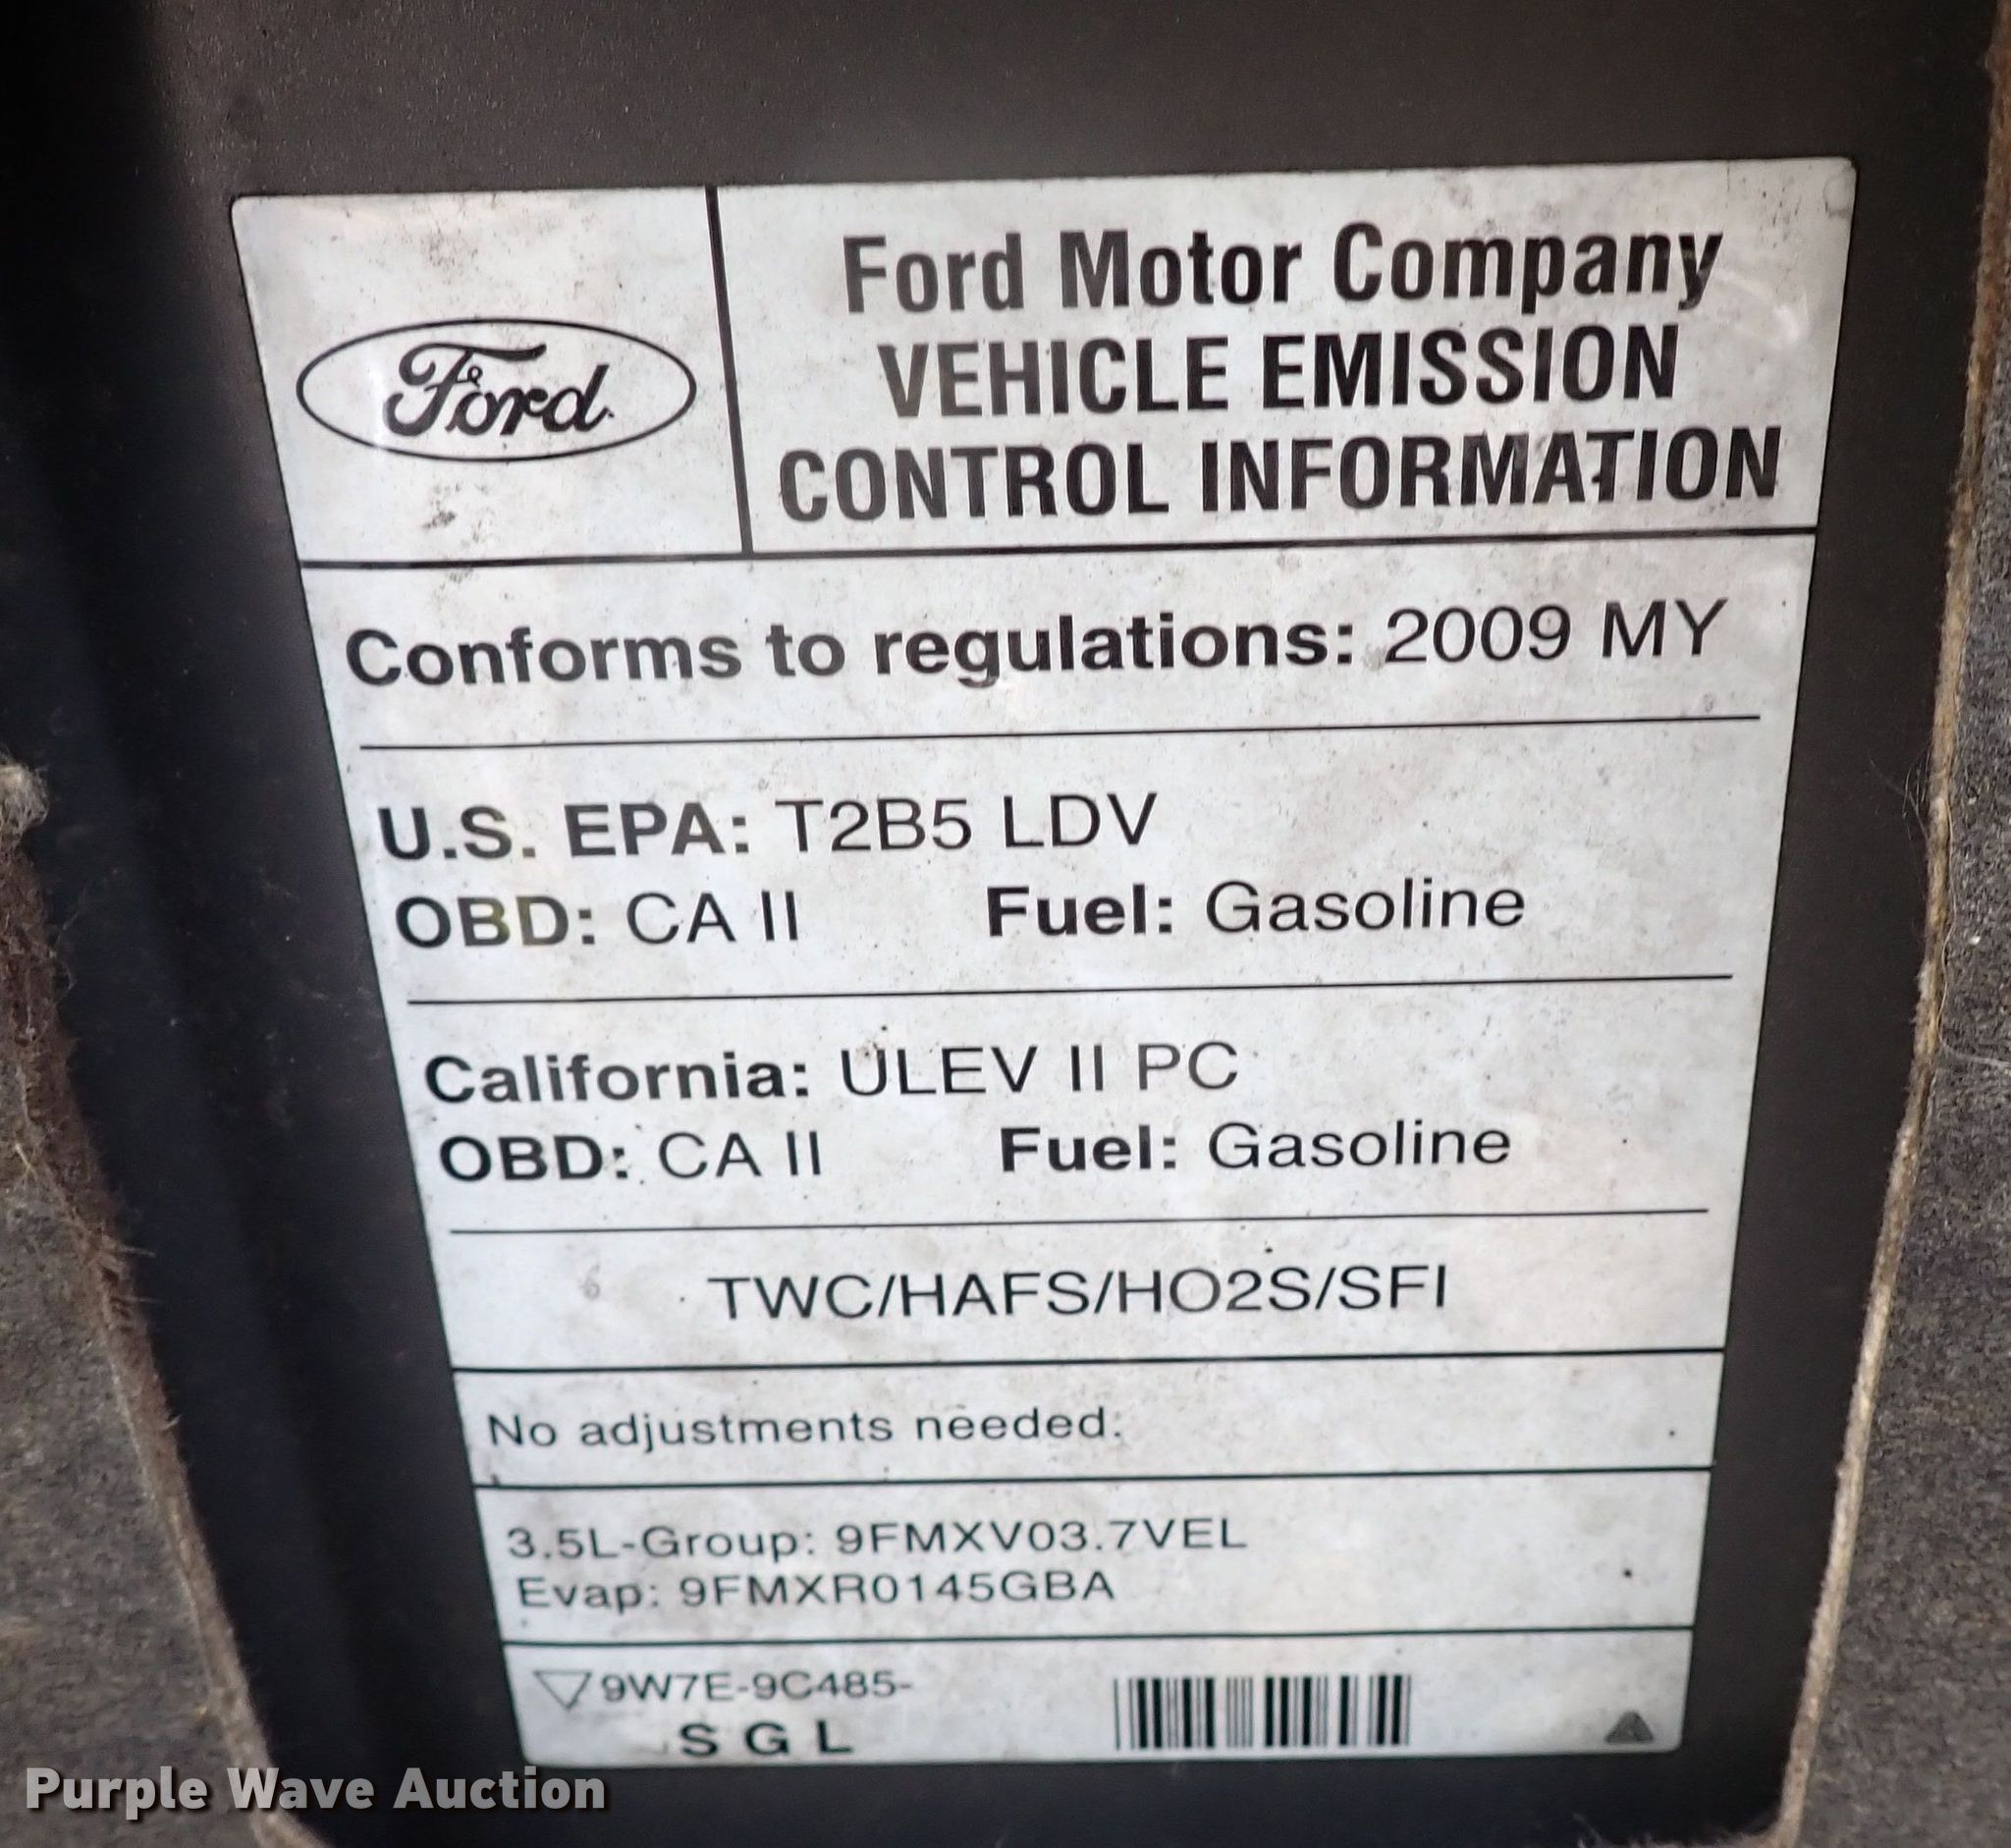 Ford
Ford Motor Company
VEHICLE EMISSION
CONTROL INFORMATION
Conforms to regulations: 2009 MY
U.S. EPA: T2B5 LDV
OBD: CA II Fuel: Gasoline
California: ULEV II PC
OBD: CA II Fuel: Gasoline
TWC/HAFS/HO2S/SFI
No adjustments needed.
3.5L-Group: 9FMXV03.7VEL
Evap: 9FMXR0145GBA
9W7E-9C485-
S G L
Purple Wave Auction